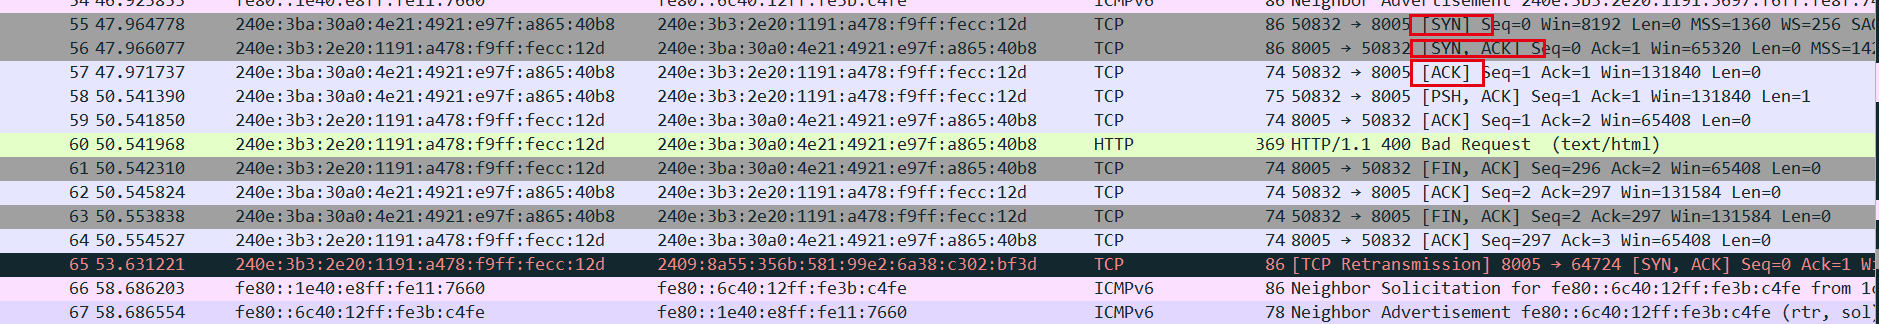 54 46.925855 fe80::1e40:e8ff:fe11:7660 fe80::6c40:12ff:fe3b:c4fe ICMPv6 86 Neighbor Advertisement
55 47.964778 240e:3ba:30a0:4e21:4921:e97f:a865:40b8 240e:3b3:2e20:1191:a478:f9ff:fecc:12d TCP 86 50832 → 8005 [SYN] Seq=0 Win=8192 Len=0 MSS=1360 WS=256 SAC
56 47.966077 240e:3b3:2e20:1191:a478:f9ff:fecc:12d 240e:3ba:30a0:4e21:4921:e97f:a865:40b8 TCP 86 8005 → 50832 [SYN, ACK] Seq=0 Ack=1 Win=65320 Len=0 MSS=142
57 47.971737 240e:3ba:30a0:4e21:4921:e97f:a865:40b8 240e:3b3:2e20:1191:a478:f9ff:fecc:12d TCP 74 50832 → 8005 [ACK] Seq=1 Ack=1 Win=131840 Len=0
58 50.541390 240e:3ba:30a0:4e21:4921:e97f:a865:40b8 240e:3b3:2e20:1191:a478:f9ff:fecc:12d TCP 75 50832 → 8005 [PSH, ACK] Seq=1 Ack=1 Win=131840 Len=1
59 50.541850 240e:3b3:2e20:1191:a478:f9ff:fecc:12d 240e:3ba:30a0:4e21:4921:e97f:a865:40b8 TCP 74 8005 → 50832 [ACK] Seq=1 Ack=2 Win=65408 Len=0
60 50.541968 240e:3b3:2e20:1191:a478:f9ff:fecc:12d 240e:3ba:30a0:4e21:4921:e97f:a865:40b8 HTTP 369 HTTP/1.1 400 Bad Request (text/html)
61 50.542310 240e:3b3:2e20:1191:a478:f9ff:fecc:12d 240e:3ba:30a0:4e21:4921:e97f:a865:40b8 TCP 74 8005 → 50832 [FIN, ACK] Seq=296 Ack=2 Win=65408 Len=0
62 50.545824 240e:3ba:30a0:4e21:4921:e97f:a865:40b8 240e:3b3:2e20:1191:a478:f9ff:fecc:12d TCP 74 50832 → 8005 [ACK] Seq=2 Ack=297 Win=131584 Len=0
63 50.553838 240e:3ba:30a0:4e21:4921:e97f:a865:40b8 240e:3b3:2e20:1191:a478:f9ff:fecc:12d TCP 74 50832 → 8005 [FIN, ACK] Seq=2 Ack=297 Win=131584 Len=0
64 50.554527 240e:3b3:2e20:1191:a478:f9ff:fecc:12d 240e:3ba:30a0:4e21:4921:e97f:a865:40b8 TCP 74 8005 → 50832 [ACK] Seq=297 Ack=3 Win=65408 Len=0
65 53.631221 240e:3b3:2e20:1191:a478:f9ff:fecc:12d 2409:8a55:356b:581:99e2:6a38:c302:bf3d TCP 86 [TCP Retransmission] 8005 → 64724 [SYN, ACK] Seq=0 Ack=1 Wi
66 58.686203 fe80::1e40:e8ff:fe11:7660 fe80::6c40:12ff:fe3b:c4fe ICMPv6 86 Neighbor Solicitation for fe80::6c40:12ff:fe3b:c4fe from 1c
67 58.686554 fe80::6c40:12ff:fe3b:c4fe fe80::1e40:e8ff:fe11:7660 ICMPv6 78 Neighbor Advertisement fe80::6c40:12ff:fe3b:c4fe (rtr, sol)